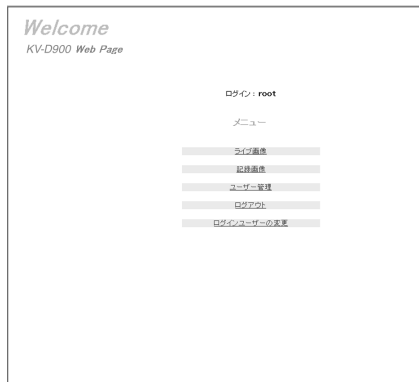 Welcome
KV-D900 Web Page
ログイン：root
メニュー
ライブ画像
記録画像
ユーザー管理
ログアウト
ログインユーザーの変更